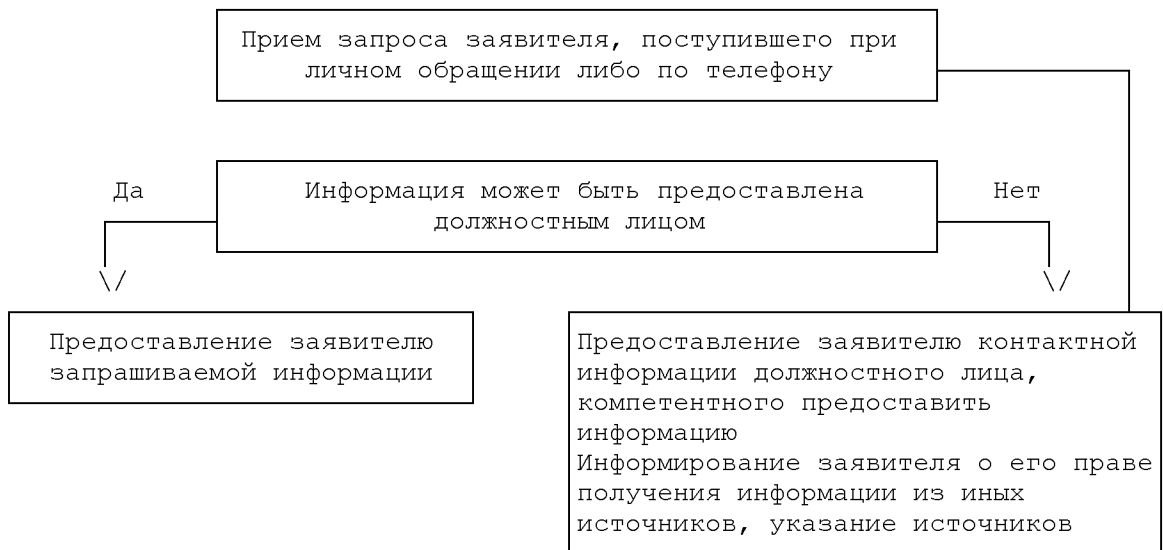 Прием запроса заявителя, поступившего при
личном обращении либо по телефону
Да
Информация может быть предоставлена
должностным лицом
Нет
\/
\/
Предоставление заявителю
запрашиваемой информации
Предоставление заявителю контактной
информации должностного лица,
компетентного предоставить
информацию
Информирование заявителя о его праве
получения информации из иных
источников, указание источников